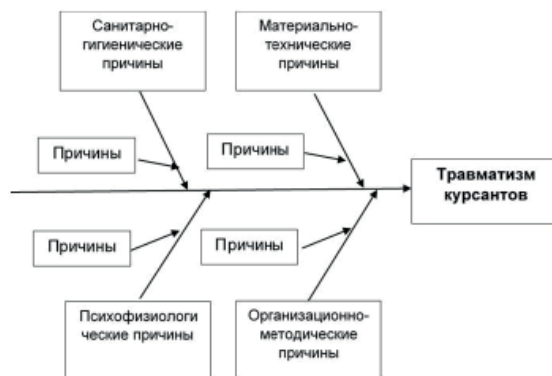 Санитарно-
гигиенические
причины
Материально-
технические
причины
Причины
Причины
Травматизм
курсантов
Причины
Причины
Психофизиологи
ческие причины
Организационно-
методические
причины